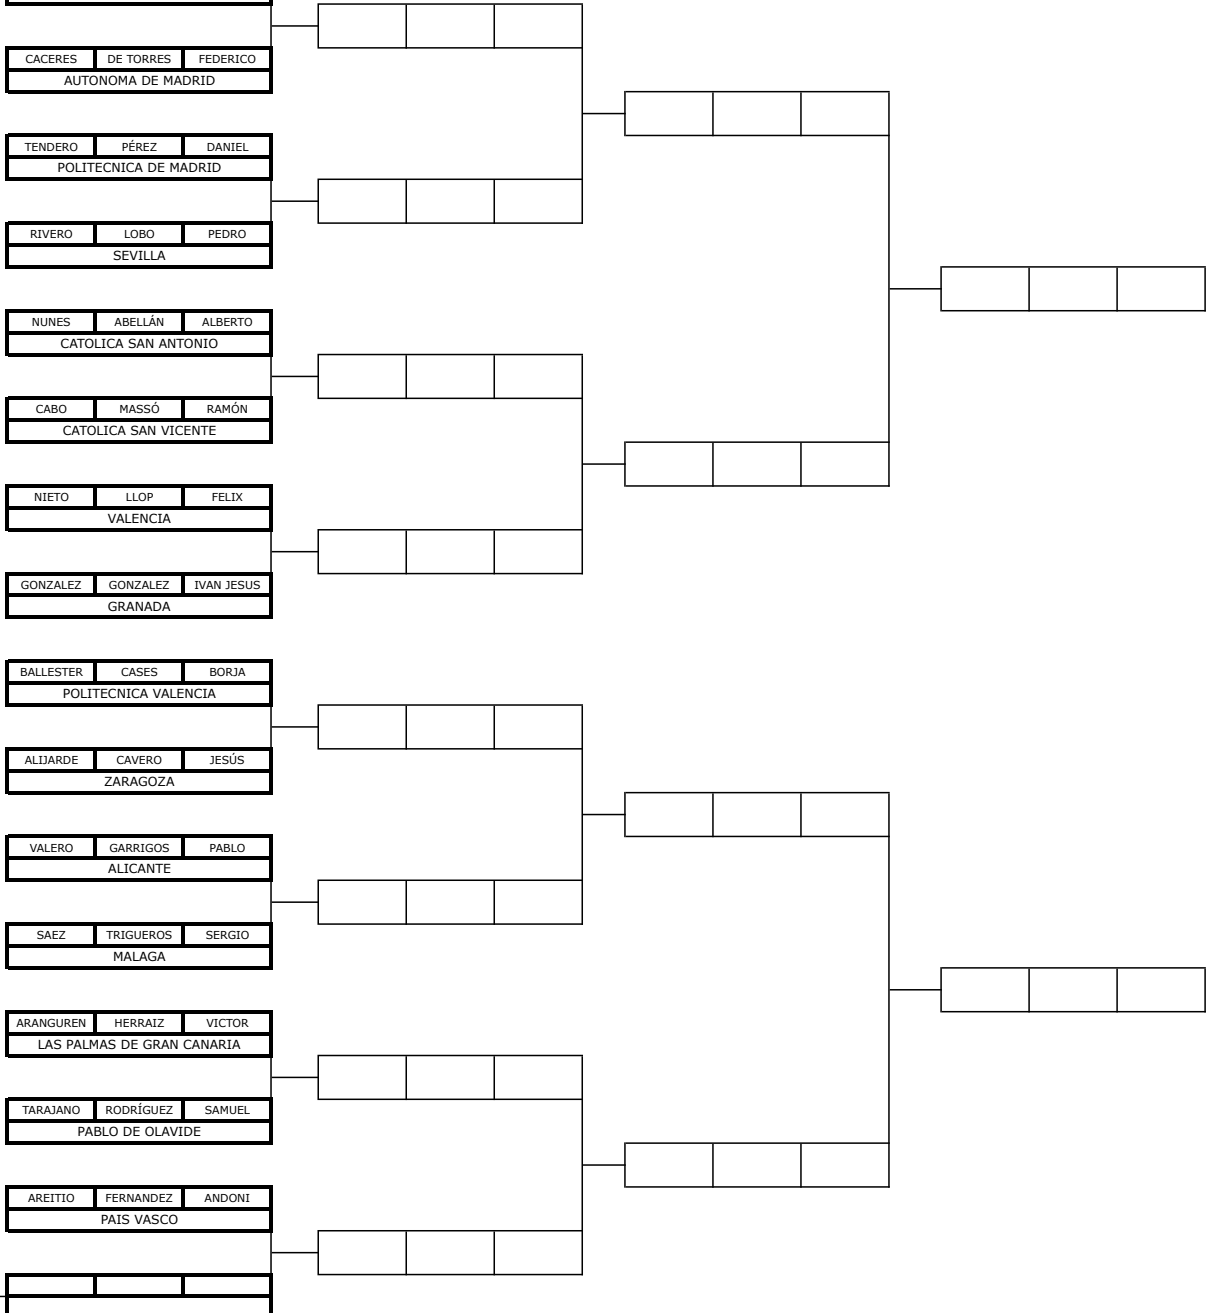 CACERES DE TORRES FEDERICO
AUTONOMA DE MADRID
TENDERO PÉREZ DANIEL
POLITECNICA DE MADRID
RIVERO LOBO PEDRO
SEVILLA
NUNES ABELLÁN ALBERTO
CATOLICA SAN ANTONIO
CABO MASSÓ RAMÓN
CATOLICA SAN VICENTE
NIETO LLOP FELIX
VALENCIA
GONZALEZ GONZALEZ IVAN JESUS
GRANADA
BALLESTER CASES BORJA
POLITECNICA VALENCIA
ALIJARDE CAVERO JESÚS
ZARAGOZA
VALERO GARRIGOS PABLO
ALICANTE
SAEZ TRIGUEROS SERGIO
MALAGA
ARANGUREN HERRAIZ VICTOR
LAS PALMAS DE GRAN CANARIA
TARAJANO RODRÍGUEZ SAMUEL
PABLO DE OLAVIDE
AREITIO FERNANDEZ ANDONI
PAIS VASCO